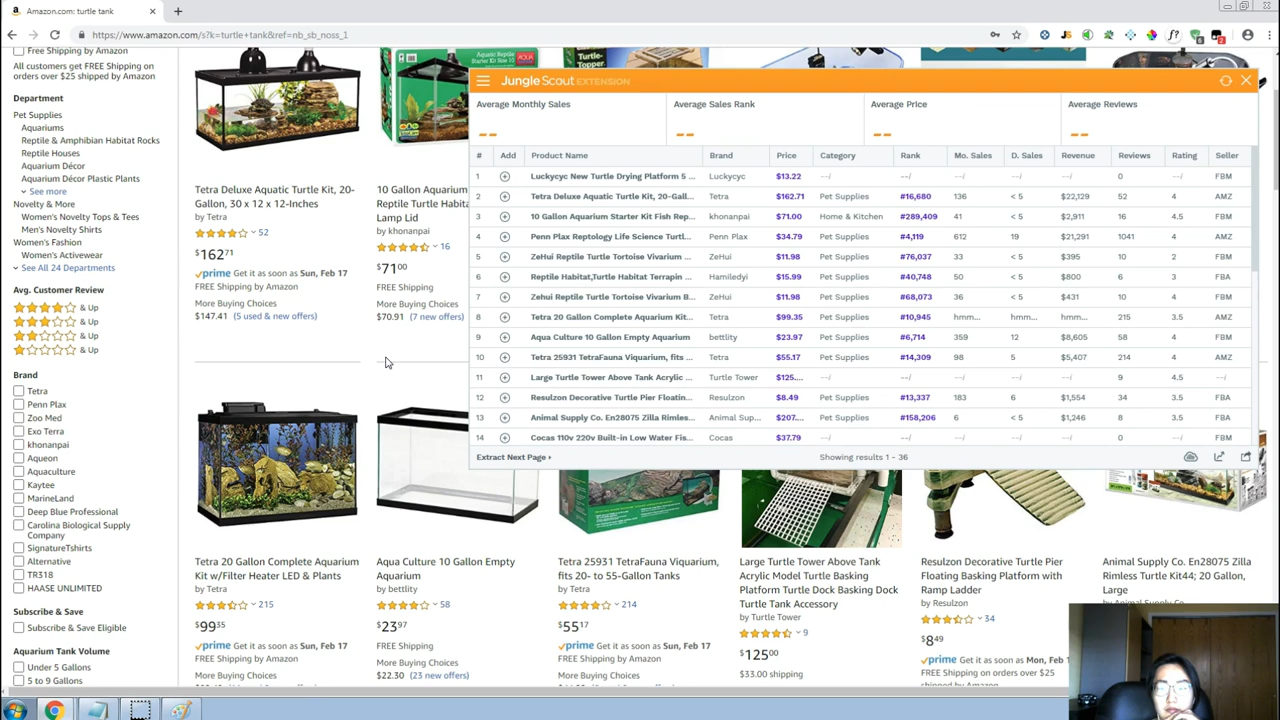 Amazon.com: turtle tank
https://www.amazon.com/s?k=turtle+tank&ref=nb_sb_noss_1
Free Shipping by Amazon
All customers get FREE Shipping on
orders over $25 shipped by Amazon
Department
Pet Supplies
Aquariums
Reptile & Amphibian Habitat Rocks
Reptile Houses
Aquarium Décor
Aquarium Décor Plastic Plants
See more
Novelty & More
Women's Novelty Tops & Tees
Men's Novelty Shirts
Women's Fashion
Women's Activewear
See All 24 Departments
Avg. Customer Review
& Up
& Up
& Up
& Up
Brand
Tetra
Penn Plax
Zoo Med
Exo Terra
khonanpai
Aqueon
Aquaculture
Kaytee
MarineLand
Deep Blue Professional
Carolina Biological Supply
Company
SignatureTshirts
Alternative
TR318
HAASE UNLIMITED
Subscribe & Save
Subscribe & Save Eligible
Aquarium Tank Volume
Under 5 Gallons
5 to 9 Gallons
Tetra Deluxe Aquatic Turtle Kit, 20-
Gallon, 30 x 12 x 12-Inches
by Tetra
52
$162 71
prime Get it as soon as Sun, Feb 17
FREE Shipping by Amazon
More Buying Choices
$147.41 (5 used & new offers)
10 Gallon Aquarium
Reptile Turtle Habita
Lamp Lid
by khonanpai
16
$71 00
FREE Shipping
More Buying Choices
$70.91 (7 new offers)
Jungle Scout EXTENSION
Average Monthly Sales Average Sales Rank Average Price Average Reviews
-- -- -- --
# Add Product Name Brand Price Category Rank Mo. Sales D. Sales Revenue Reviews Rating Seller
1 Luckycyc New Turtle Drying Platform 5 ... Luckycyc $13.22 --/ --/ --/ --/ --/ 0 --/ FBM
2 Tetra Deluxe Aquatic Turtle Kit, 20-Gall... Tetra $162.71 Pet Supplies #16,680 136 < 5 $22,129 52 4 AMZ
3 10 Gallon Aquarium Starter Kit Fish Rep... khonanpai $71.00 Home & Kitchen #289,409 41 < 5 $2,911 16 4.5 FBM
4 Penn Plax Reptology Life Science Turtl... Penn Plax $34.79 Pet Supplies #4,119 612 19 $21,291 1041 4 AMZ
5 ZeHui Reptile Turtle Tortoise Vivarium ... ZeHui $11.98 Pet Supplies #76,037 33 < 5 $395 10 2 FBM
6 Reptile Habitat,Turtle Habitat Terrapin ... Hamiledyi $15.99 Pet Supplies #40,748 50 < 5 $800 6 3 FBA
7 Zehui Reptile Turtle Tortoise Vivarium B... ZeHui $11.98 Pet Supplies #68,073 36 < 5 $431 10 4 FBM
8 Tetra 20 Gallon Complete Aquarium Kit... Tetra $99.35 Pet Supplies #10,945 hmm... hmm... hmm... 215 3.5 AMZ
9 Aqua Culture 10 Gallon Empty Aquarium bettlity $23.97 Pet Supplies #6,714 359 12 $8,605 58 4 FBM
10 Tetra 25931 TetraFauna Viquarium, fits ... Tetra $55.17 Pet Supplies #14,309 98 5 $5,407 214 4 AMZ
11 Large Turtle Tower Above Tank Acrylic ... Turtle Tower $125.... --/ --/ --/ --/ --/ 9 4.5 --/
12 Resulzon Decorative Turtle Pier Floatin... Resulzon $8.49 Pet Supplies #13,337 183 6 $1,554 34 3.5 FBA
13 Animal Supply Co. En28075 Zilla Rimles... Animal Sup... $207.... Pet Supplies #158,206 6 < 5 $1,246 8 3.5 FBA
14 Cocas 110v 220v Built-in Low Water Fis... Cocas $37.79 --/ --/ --/ --/ --/ 0 --/ FBM
Extract Next Page Showing results 1 - 36
Tetra 20 Gallon Complete Aquarium
Kit w/Filter Heater LED & Plants
by Tetra
215
$99 35
prime Get it as soon as Sun, Feb 17
FREE Shipping by Amazon
More Buying Choices
Aqua Culture 10 Gallon Empty
Aquarium
by bettlity
58
$23 97
FREE Shipping
More Buying Choices
$22.30 (23 new offers)
Tetra 25931 TetraFauna Viquarium,
fits 20- to 55-Gallon Tanks
by Tetra
214
$55 17
prime Get it as soon as Sun, Feb 17
FREE Shipping by Amazon
More Buying Choices
Large Turtle Tower Above Tank
Acrylic Model Turtle Basking
Platform Turtle Dock Basking Dock
Turtle Tank Accessory
by Turtle Tower
9
$125 00
$33.00 shipping
Resulzon Decorative Turtle Pier
Floating Basking Platform with
Ramp Ladder
by Resulzon
34
$8 49
prime Get it as soon as Mon, Feb 1
FREE Shipping on orders over $25
shipped by Amazon
Animal Supply Co. En28075 Zilla
Rimless Turtle Kit44; 20 Gallon,
Large
by Animal Supply Co.